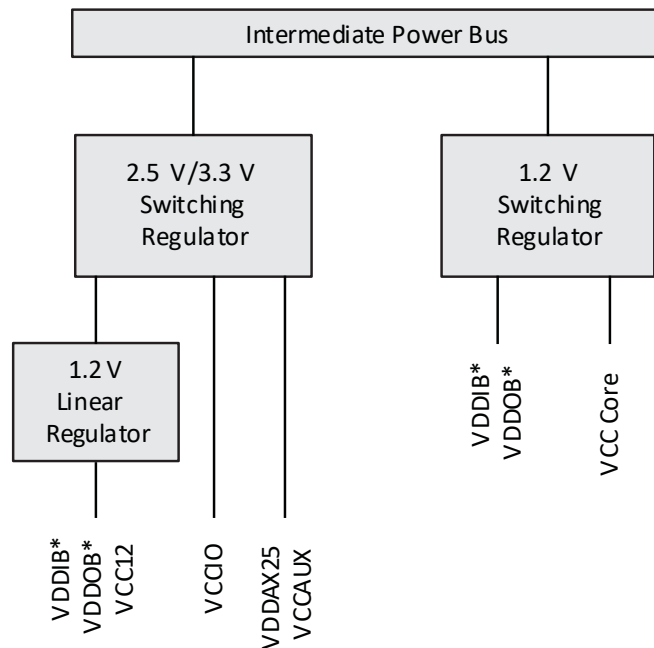 Intermediate Power Bus
2.5 V/3.3 V
Switching
Regulator
1.2 V
Switching
Regulator
1.2 V
Linear
Regulator
VDDIB*
VDDOB*
VCC Core
VDDIB*
VDDOB*
VCC12
VCCIO
VDDAX25
VCCAUX